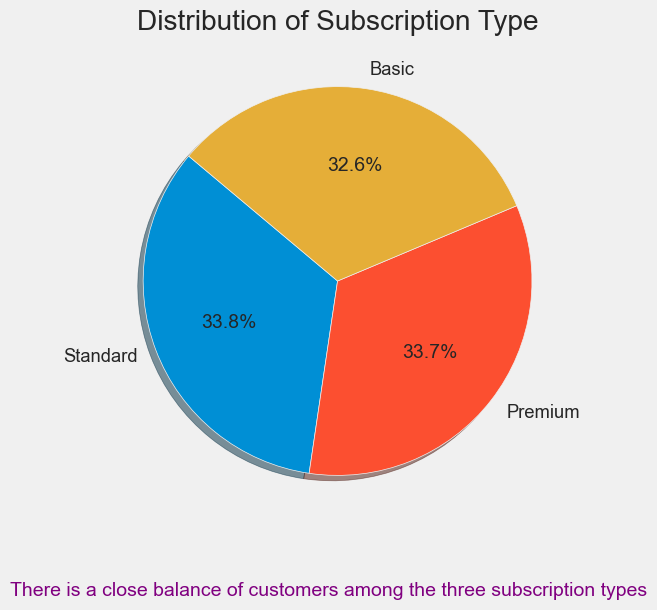 Distribution of Subscription Type
Basic
32.6%
33.8%
33.7%
Standard
Premium
There is a close balance of customers among the three subscription types